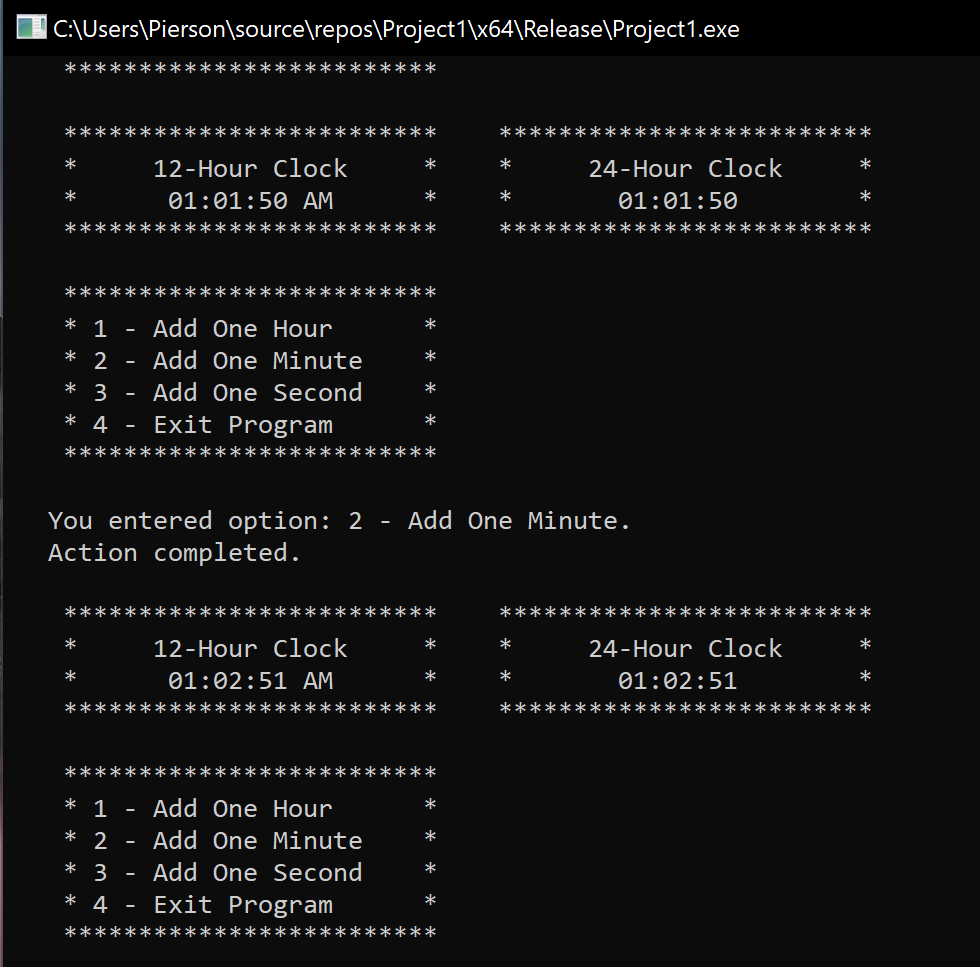 C:\Users\Pierson\source\repos\Project1\x64\Release\Project1.exe
*************************
*************************    *************************
*     12-Hour Clock     *    *     24-Hour Clock     *
*      01:01:50 AM      *    *       01:01:50        *
*************************    *************************
*************************
* 1 - Add One Hour      *
* 2 - Add One Minute    *
* 3 - Add One Second    *
* 4 - Exit Program      *
*************************
You entered option: 2 - Add One Minute.
Action completed.
*************************    *************************
*     12-Hour Clock     *    *     24-Hour Clock     *
*      01:02:51 AM      *    *       01:02:51        *
*************************    *************************
*************************
* 1 - Add One Hour      *
* 2 - Add One Minute    *
* 3 - Add One Second    *
* 4 - Exit Program      *
*************************